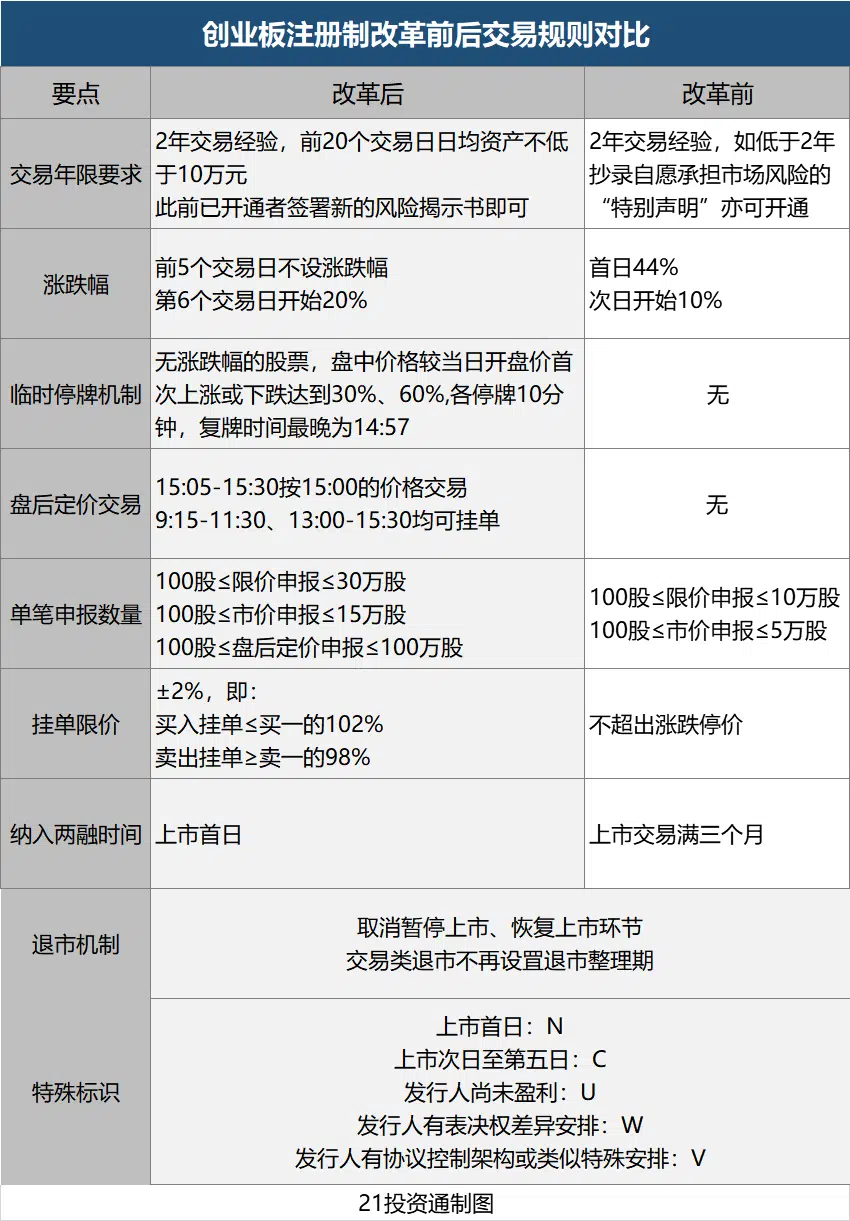 创业板注册制改革前后交易规则对比
要点
改革后
改革前
交易年限要求
2年交易经验，前20个交易日日均资产不低
于10万元
此前已开通者签署新的风险揭示书即可
2年交易经验，如低于2年
抄录自愿承担市场风险的
“特别声明”亦可开通
涨跌幅
前5个交易日不设涨跌幅
第6个交易日开始20%
首日44%
次日开始10%
临时停牌机制
无涨跌幅的股票，盘中价格较当日开盘价首
次上涨或下跌达到30%、60%,各停牌10分
钟，复牌时间最晚为14:57
无
盘后定价交易
15:05-15:30按15:00的价格交易
9:15-11:30、13:00-15:30均可挂单
无
单笔申报数量
100股≤限价申报≤30万股
100股≤市价申报≤15万股
100股≤盘后定价申报≤100万股
100股≤限价申报≤10万股
100股≤市价申报≤5万股
挂单限价
±2%，即：
买入挂单≤买一的102%
卖出挂单≥卖一的98%
不超出涨跌停价
纳入两融时间
上市首日
上市交易满三个月
退市机制
取消暂停上市、恢复上市环节
交易类退市不再设置退市整理期
特殊标识
上市首日：N
上市次日至第五日：C
发行人尚未盈利：U
发行人有表决权差异安排：W
发行人有协议控制架构或类似特殊安排：V
21投资通制图